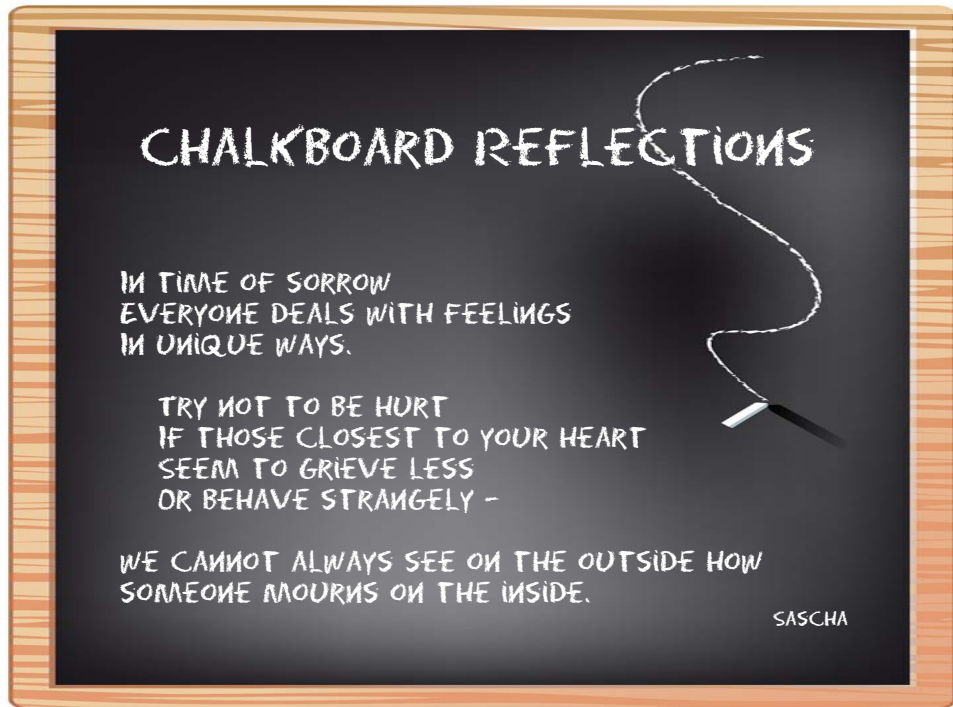 CHALKBOARD REFLECTIONS
IN TIME OF SORROW
EVERYONE DEALS WITH FEELINGS
IN UNIQUE WAYS.
TRY NOT TO BE HURT
IF THOSE CLOSEST TO YOUR HEART
SEEM TO GRIEVE LESS
OR BEHAVE STRANGELY -
WE CANNOT ALWAYS SEE ON THE OUTSIDE HOW
SOMEONE MOURNS ON THE INSIDE.
SASCHA